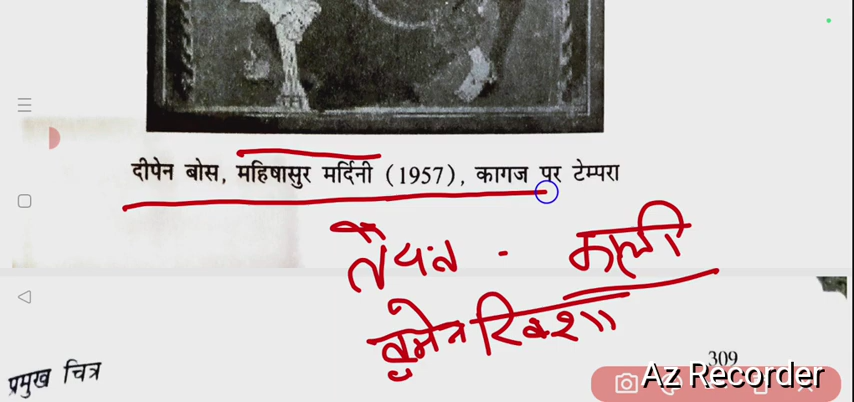 दीपेन बोस, महिषासुर मर्दिनी (1957), कागज पर टेम्परा
तैयब - काली
309
प्रमुख चित्र
Az Recorder